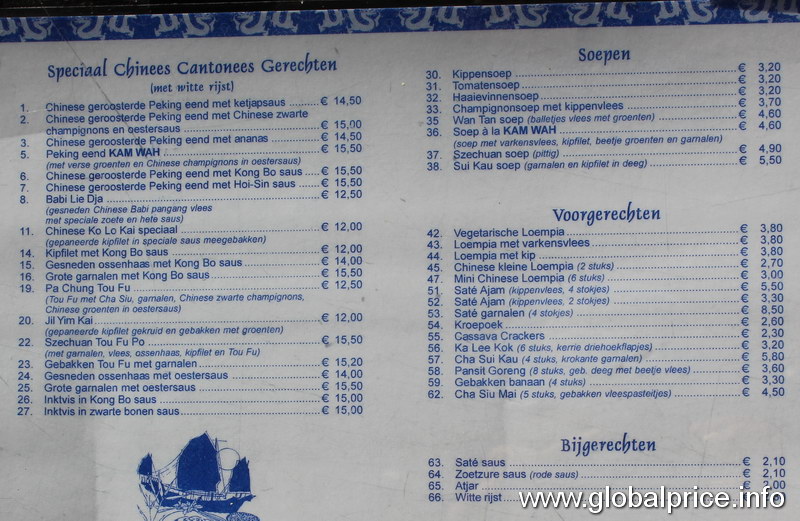 Speciaal Chinees Cantonees Gerechten
(met witte rijst)
1. Chinese geroosterde Peking eend met ketjapsaus € 14,50
2. Chinese geroosterde Peking eend met Chinese zwarte
champignons en oestersaus € 15,00
3. Chinese geroosterde Peking eend met ananas € 14,50
5. Peking eend KAM WAH € 15,50
(met verse groenten en Chinese champignons in oestersaus)
6. Chinese geroosterde Peking eend met Kong Bo saus € 15,50
7. Chinese geroosterde Peking eend met Hoi-Sin saus € 15,50
8. Babi Lie Dja € 12,50
(gesneden Chinese Babi pangang vlees
met speciale zoete en hete saus)
11. Chinese Ko Lo Kai speciaal € 12,00
(gepaneerde kipfilet in speciale saus meegebakken)
14. Kipfilet met Kong Bo saus € 12,00
15. Gesneden ossenhaas met Kong Bo saus € 14,00
16. Grote garnalen met Kong Bo saus € 15,50
19. Pa Chung Tou Fu € 12,50
(Tou Fu met Cha Siu, garnalen, Chinese zwarte champignons,
Chinese groenten in oestersaus)
20. Jil Yim Kai € 12,00
(gepaneerde kipfilet gekruid en gebakken met groenten)
22. Szechuan Tou Fu Po € 15,50
(met garnalen, vlees, ossenhaas, kipfilet en Tou Fu)
23. Gebakken Tou Fu met garnalen € 15,20
24. Gesneden ossenhaas met oestersaus € 14,00
25. Grote garnalen met oestersaus € 15,50
26. Inktvis in Kong Bo saus € 15,00
27. Inktvis in zwarte bonen saus € 15,00
Soepen
30. Kippensoep € 3,20
31. Tomatensoep € 3,20
32. Haaievinnensoep € 3,20
33. Champignonsoep met kippenvlees € 3,70
35 Wan Tan soep (balletjes vlees met groenten) € 4,60
36. Soep à la KAM WAH € 4,60
(soep met varkensvlees, kipfilet, beetje groenten en garnalen)
37. Szechuan soep (pittig) € 4,90
38. Sui Kau soep (garnalen en kipfilet in deeg) € 5,50
Voorgerechten
42. Vegetarische Loempia € 3,80
43. Loempia met varkensvlees € 3,80
44. Loempia met kip € 3,80
45. Chinese kleine Loempia (2 stuks) € 2,70
47. Mini Chinese Loempia (6 stuks) € 3,00
51. Saté Ajam (kippenvlees, 4 stokjes) € 5,50
52. Saté Ajam (kippenvlees, 2 stokjes) € 3,30
53. Saté garnalen (4 stokjes) € 8,50
54. Kroepoek € 2,60
55. Cassava Crackers € 2,30
56. Ka Lee Kok (6 stuks, kerrie driehoekflapjes) € 3,20
57. Cha Sui Kau (4 stuks, krokante garnalen) € 5,80
58. Pansit Goreng (8 stuks, geb. deeg met beetje vlees) € 3,60
59. Gebakken banaan (4 stuks) € 3,30
62. Cha Siu Mai (5 stuks, gebakken vleespasteitjes) € 4,50
Bijgerechten
63. Saté saus € 2,10
64. Zoetzure saus (rode saus) € 2,10
65. Atjar € 3,00
66. Witte rijst
www.globalprice.info